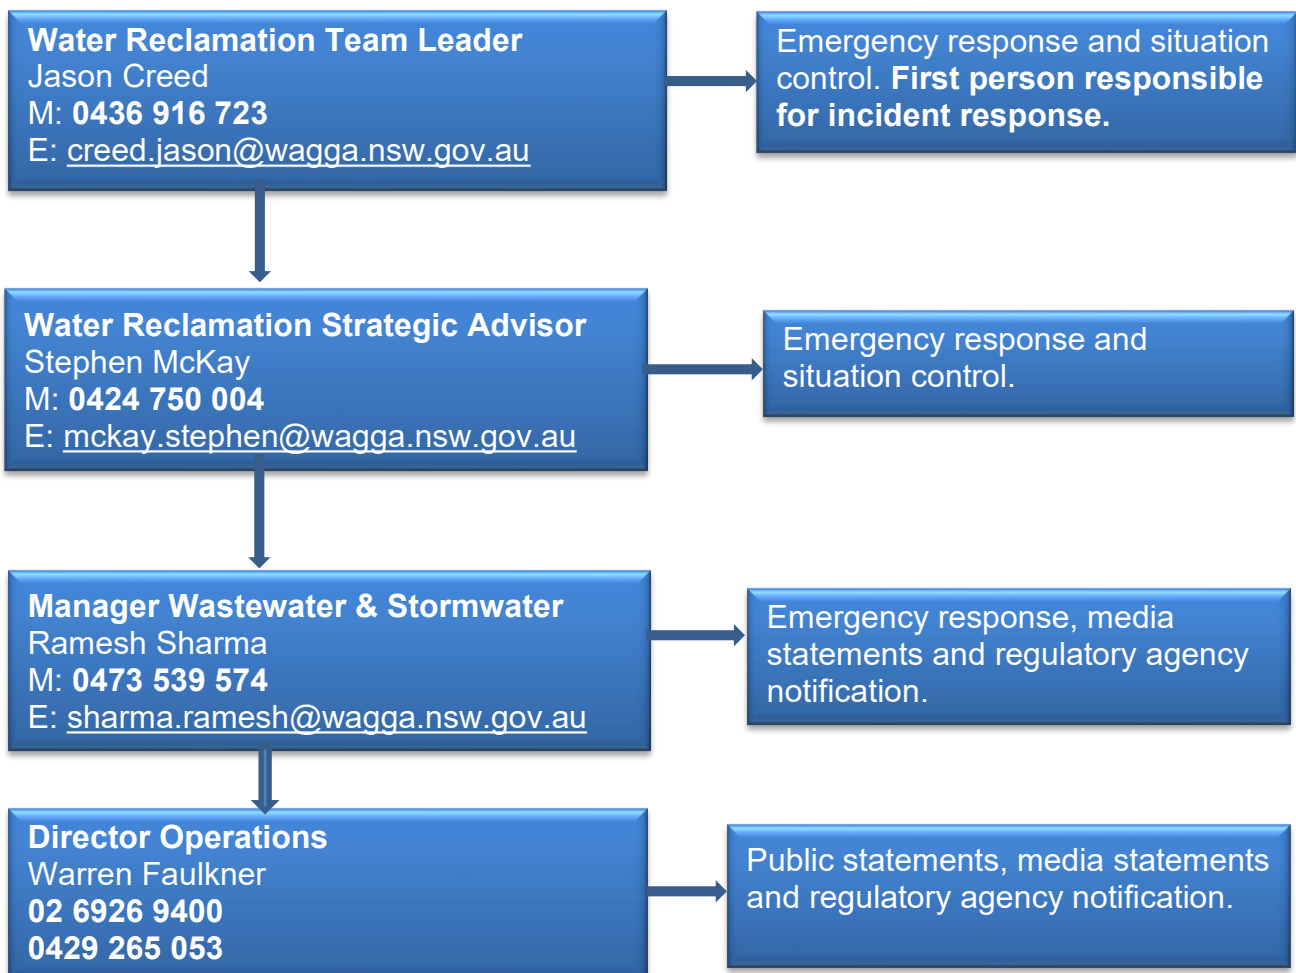 Water Reclamation Team Leader
Jason Creed
M: 0436 916 723
E: creed.jason@wagga.nsw.gov.au
Emergency response and situation
control. First person responsible
for incident response.
Water Reclamation Strategic Advisor
Stephen McKay
M: 0424 750 004
E: mckay.stephen@wagga.nsw.gov.au
Emergency response and
situation control.
Manager Wastewater & Stormwater
Ramesh Sharma
M: 0473 539 574
E: sharma.ramesh@wagga.nsw.gov.au
Emergency response, media
statements and regulatory agency
notification.
Director Operations
Warren Faulkner
02 6926 9400
0429 265 053
Public statements, media statements
and regulatory agency notification.